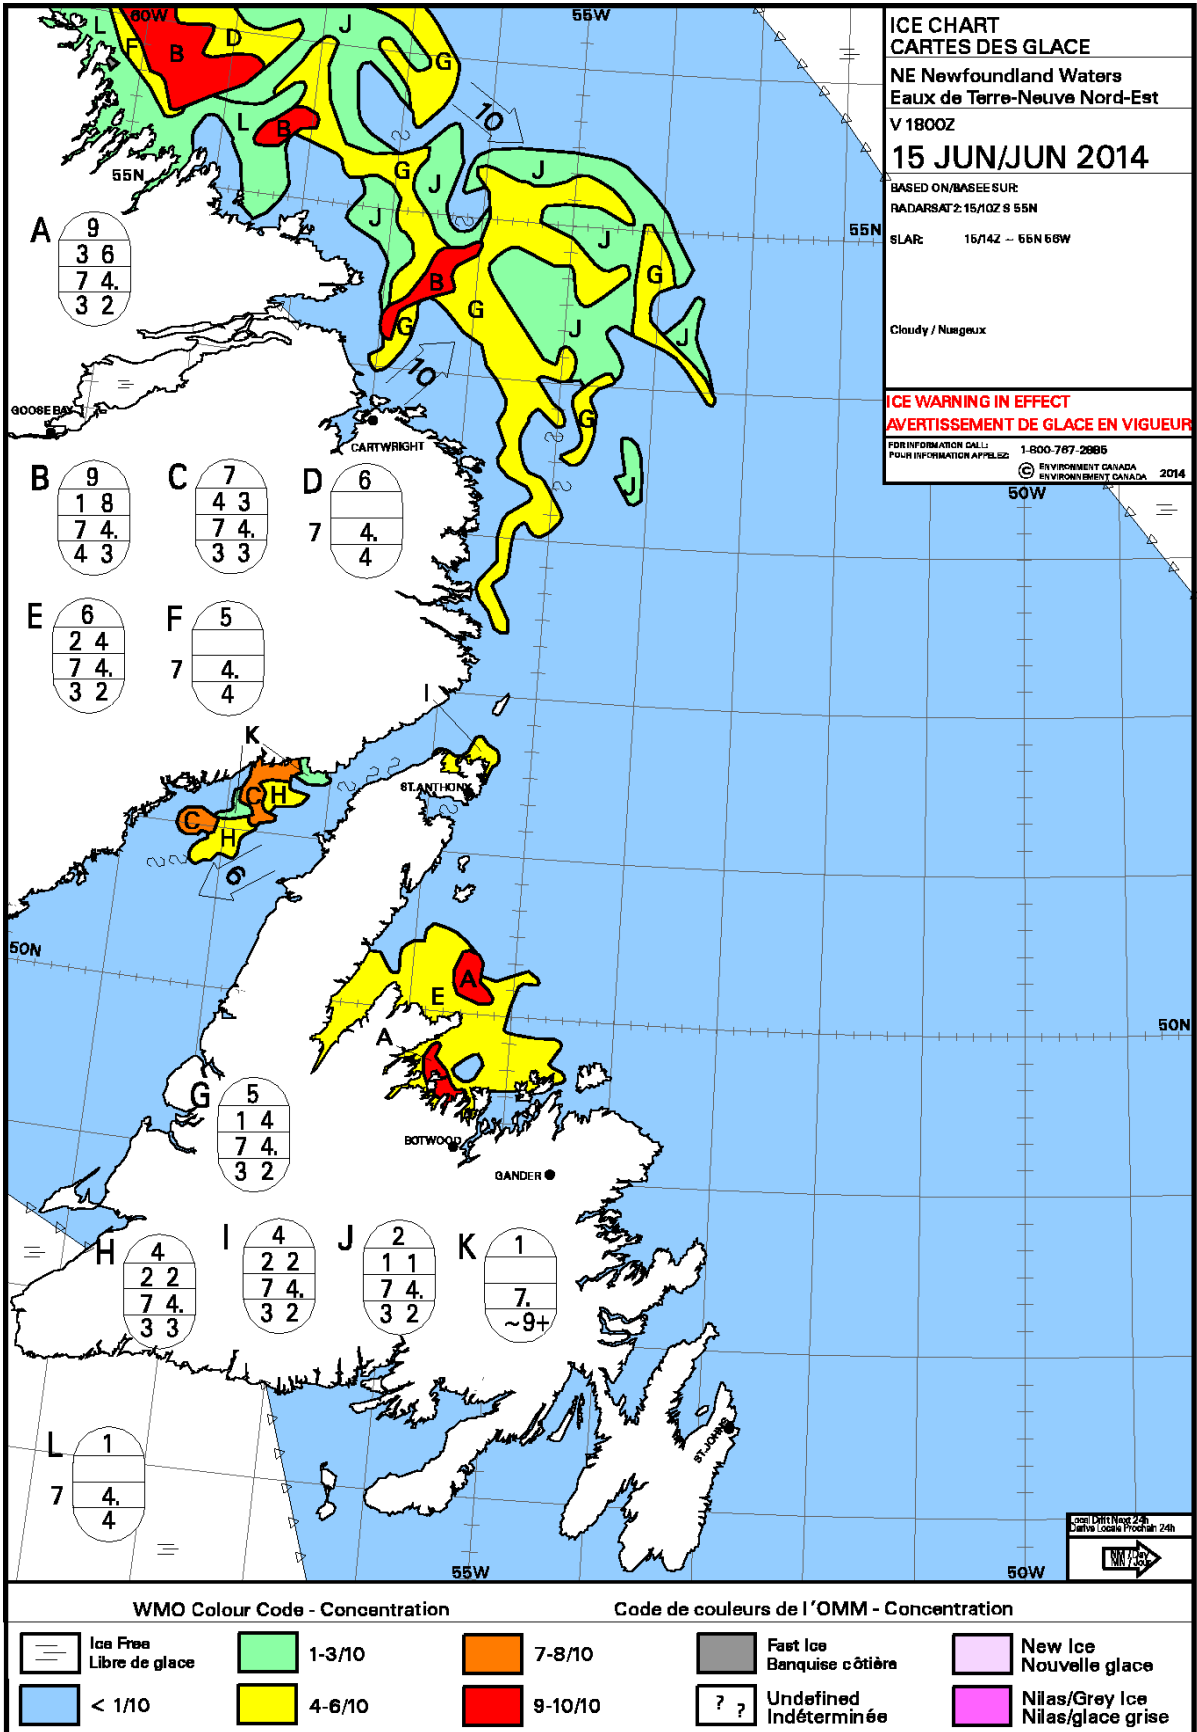 60W
55W
ICE CHART
CARTES DES GLACE
NE Newfoundland Waters
Eaux de Terre-Neuve Nord-Est
V 1800Z
15 JUN/JUN 2014
BASED ON/BASEE SUR:
RADARSAT2: 15/10Z S 55N
SLAR: 15/14Z ~ 55N 56W
Cloudy / Nuageux
ICE WARNING IN EFFECT
AVERTISSEMENT DE GLACE EN VIGUEUR
FOR INFORMATION CALL:
POUR INFORMATION APPELEZ:
1-800-767-2885
© ENVIRONMENT CANADA
ENVIRONNEMENT CANADA 2014
L
F
B
D
J
G
10
L
B
G
J
J
J
J
G
B
G
G
J
J
10
G
J
55N
55N
50W
GOOSE BAY
CARTWRIGHT
A
9
3 6
7 4.
3 2
B
9
1 8
7 4.
4 3
C
7
4 3
7 4.
3 3
D
6
7 4.
4
E
6
2 4
7 4.
3 2
F
5
7 4.
4
I
K
C
H
C
H
6
ST.ANTHONY
50N
A
E
A
50N
G
5
1 4
7 4.
3 2
BOTWOOD
GANDER
H
4
2 2
7 4.
3 3
I
4
2 2
7 4.
3 2
J
2
1 1
7 4.
3 2
K
1
7.
~9+
L
1
7 4.
4
ST.JOHNS
55W
50W
Local Drift Next 24h
Derive Locale Prochain 24h
NM / Day
MN / Jour
WMO Colour Code - Concentration
Code de couleurs de l'OMM - Concentration
Ice Free
Libre de glace
1-3/10
7-8/10
Fast Ice
Banquise côtière
New Ice
Nouvelle glace
< 1/10
4-6/10
9-10/10
? ?
Undefined
Indéterminée
Nilas/Grey Ice
Nilas/glace grise